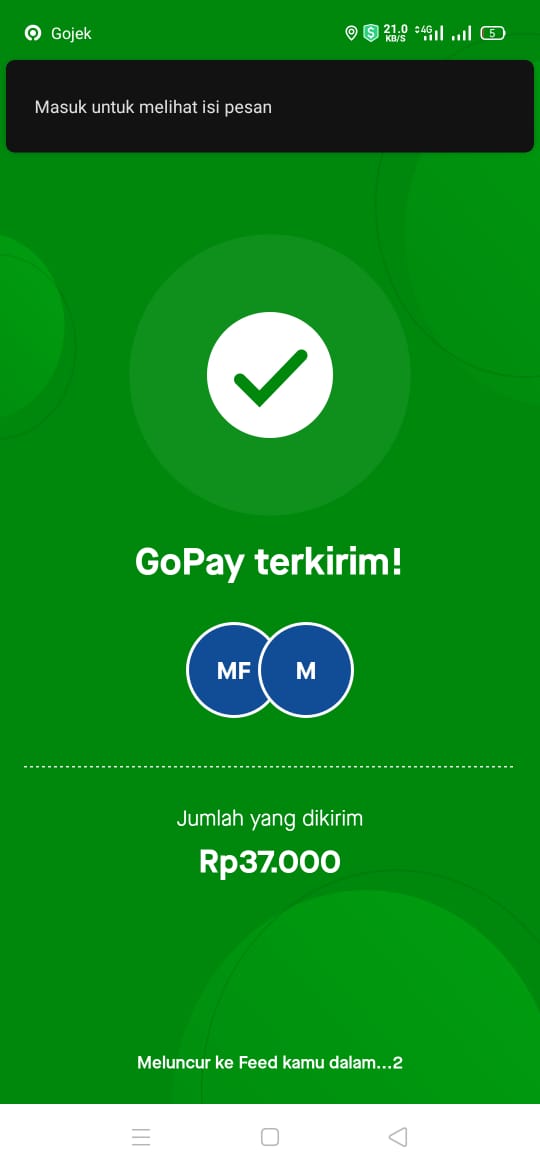 Gojek
21.0
KB/S
4G
5
Masuk untuk melihat isi pesan
GoPay terkirim!
MF
M
Jumlah yang dikirim
Rp37.000
Meluncur ke Feed kamu dalam...2